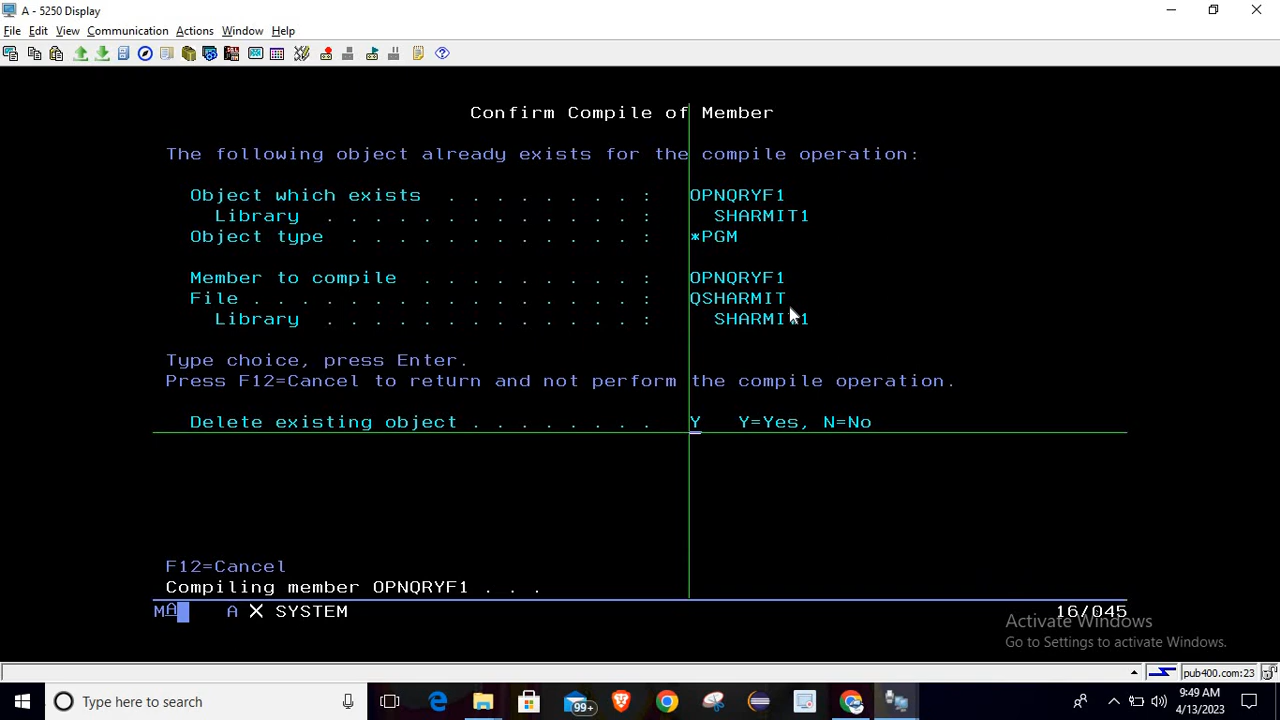 A - 5250 Display
File Edit View Communication Actions Window Help
Confirm Compile of Member
The following object already exists for the compile operation:
Object which exists . . . . . . . . . : OPNQRYF1
Library . . . . . . . . . . . . . . : SHARMIT1
Object type . . . . . . . . . . . . . : *PGM
Member to compile . . . . . . . . . . : OPNQRYF1
File . . . . . . . . . . . . . . . . . : QSHARMIT
Library . . . . . . . . . . . . . . : SHARMIT1
Type choice, press Enter.
Press F12=Cancel to return and not perform the compile operation.
Delete existing object . . . . . . . . Y Y=Yes, N=No
F12=Cancel
Compiling member OPNQRYF1 . . .
MA A X SYSTEM 16/045
Activate Windows
Go to Settings to activate Windows.
pub400.com:23
Type here to search
99+
9:49 AM
4/13/2023